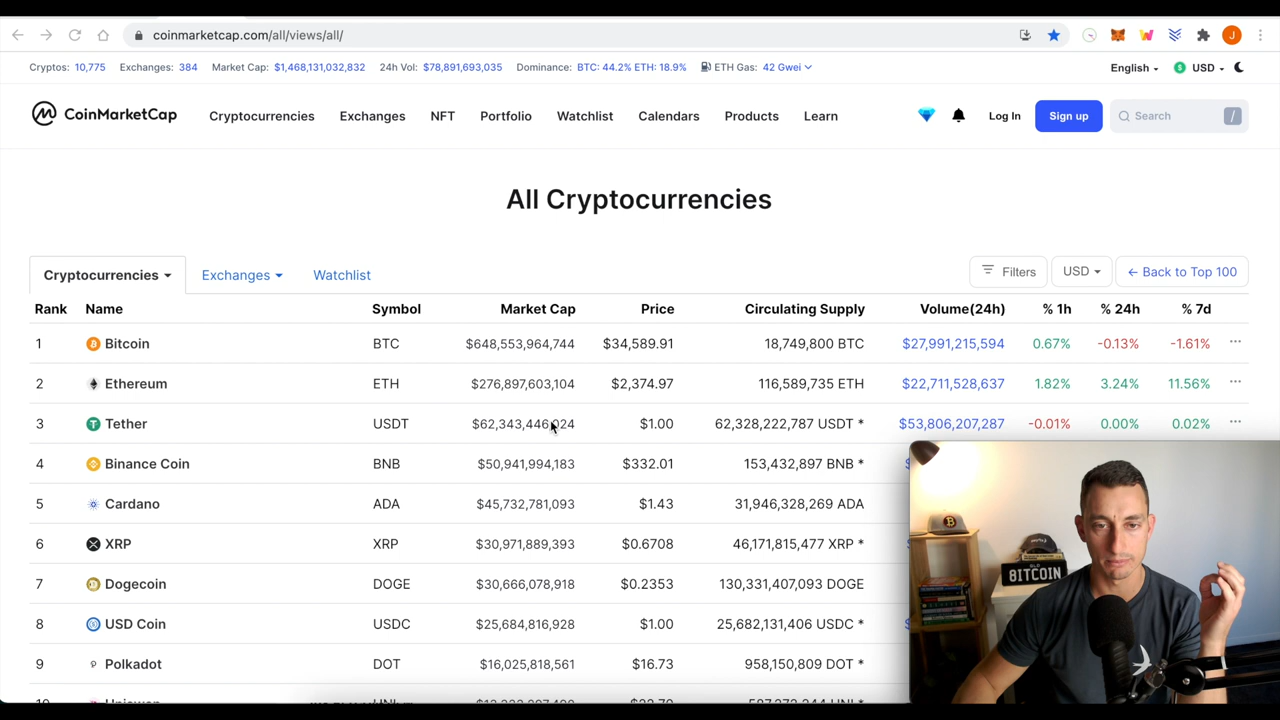 coinmarketcap.com/all/views/all/
J
Cryptos: 10,775 Exchanges: 384 Market Cap: $1,468,131,032,832 24h Vol: $78,891,693,035 Dominance: BTC: 44.2% ETH: 18.9% ETH Gas: 42 Gwei English USD
CoinMarketCap Cryptocurrencies Exchanges NFT Portfolio Watchlist Calendars Products Learn Log In Sign up Search /
All Cryptocurrencies
Cryptocurrencies Exchanges Watchlist Filters USD ← Back to Top 100
Rank Name Symbol Market Cap Price Circulating Supply Volume(24h) % 1h % 24h % 7d
1 Bitcoin BTC $648,553,964,744 $34,589.91 18,749,800 BTC $27,991,215,594 0.67% -0.13% -1.61% ...
2 Ethereum ETH $276,897,603,104 $2,374.97 116,589,735 ETH $22,711,528,637 1.82% 3.24% 11.56% ...
3 Tether USDT $62,343,446,024 $1.00 62,328,222,787 USDT * $53,806,207,287 -0.01% 0.00% 0.02% ...
4 Binance Coin BNB $50,941,994,183 $332.01 153,432,897 BNB *
5 Cardano ADA $45,732,781,093 $1.43 31,946,328,269 ADA
6 XRP XRP $30,971,889,393 $0.6708 46,171,815,477 XRP *
7 Dogecoin DOGE $30,666,078,918 $0.2353 130,331,407,093 DOGE
8 USD Coin USDC $25,684,816,928 $1.00 25,682,131,406 USDC *
9 Polkadot DOT $16,025,818,561 $16.73 958,150,809 DOT *
BITCOIN